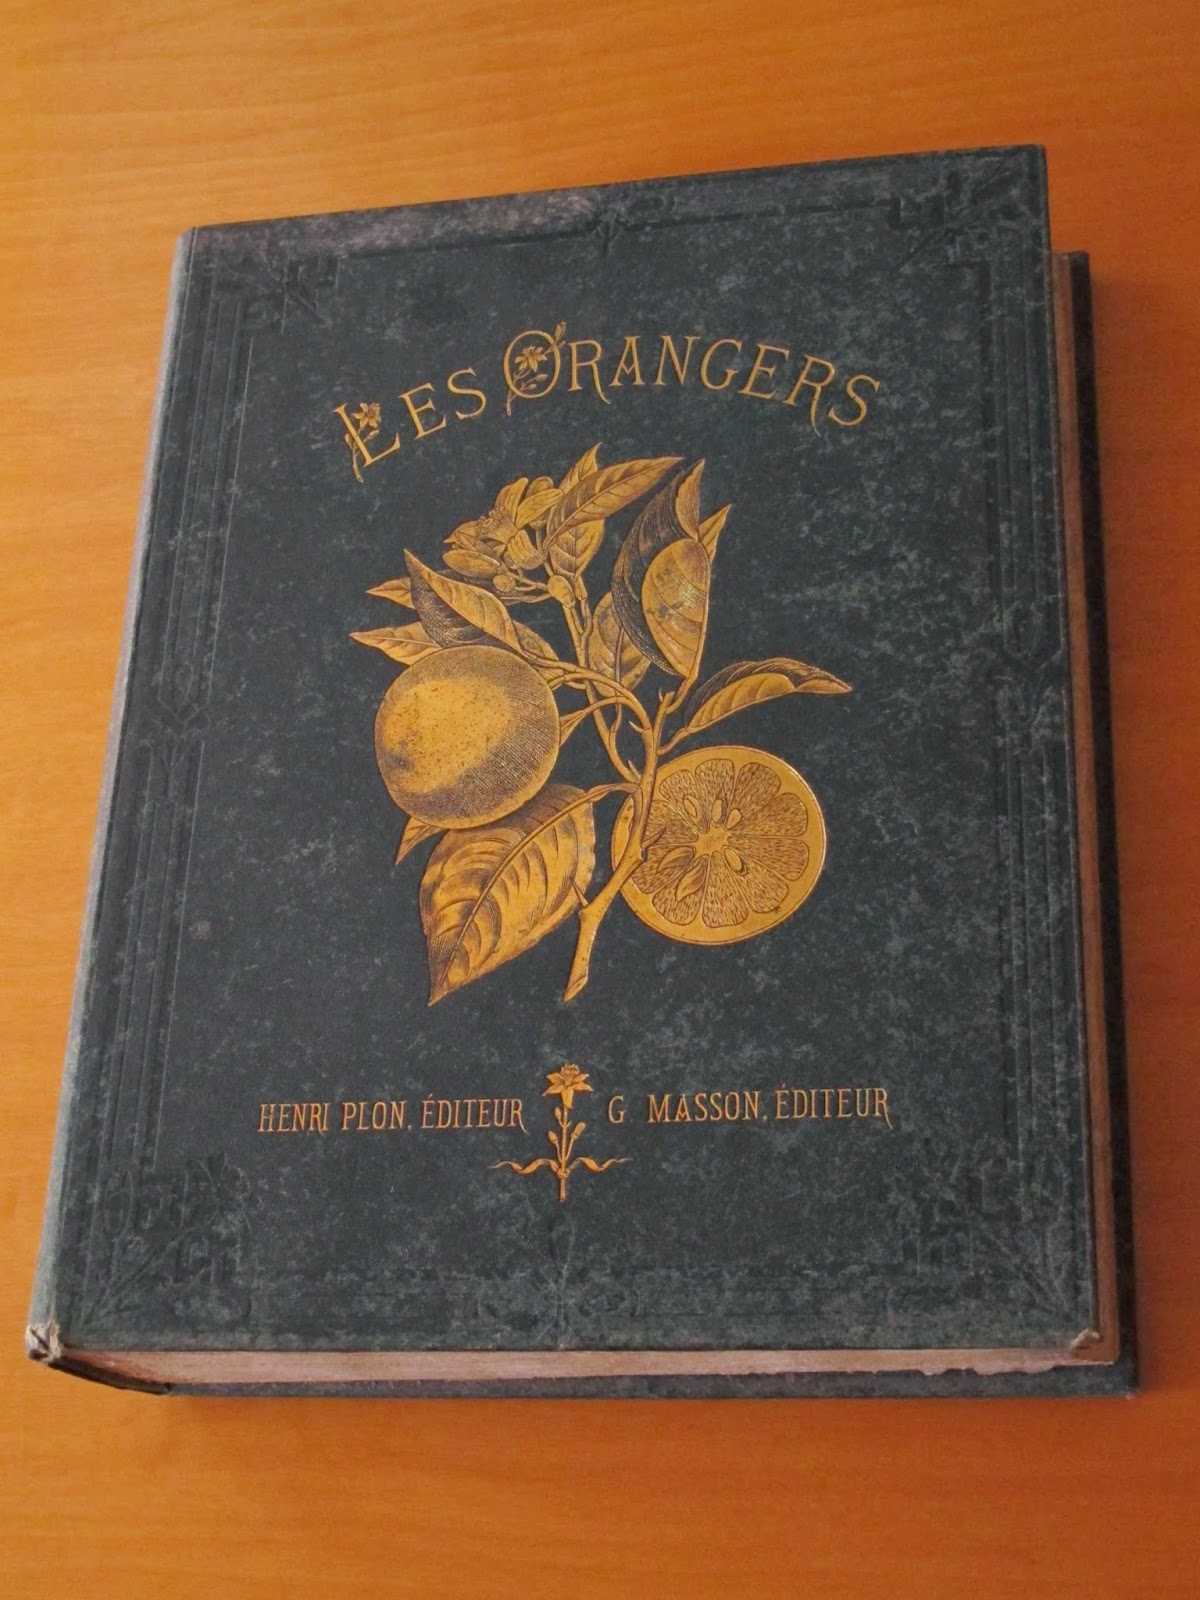 LES ORANGERS
HENRI PLON, ÉDITEUR G. MASSON, ÉDITEUR